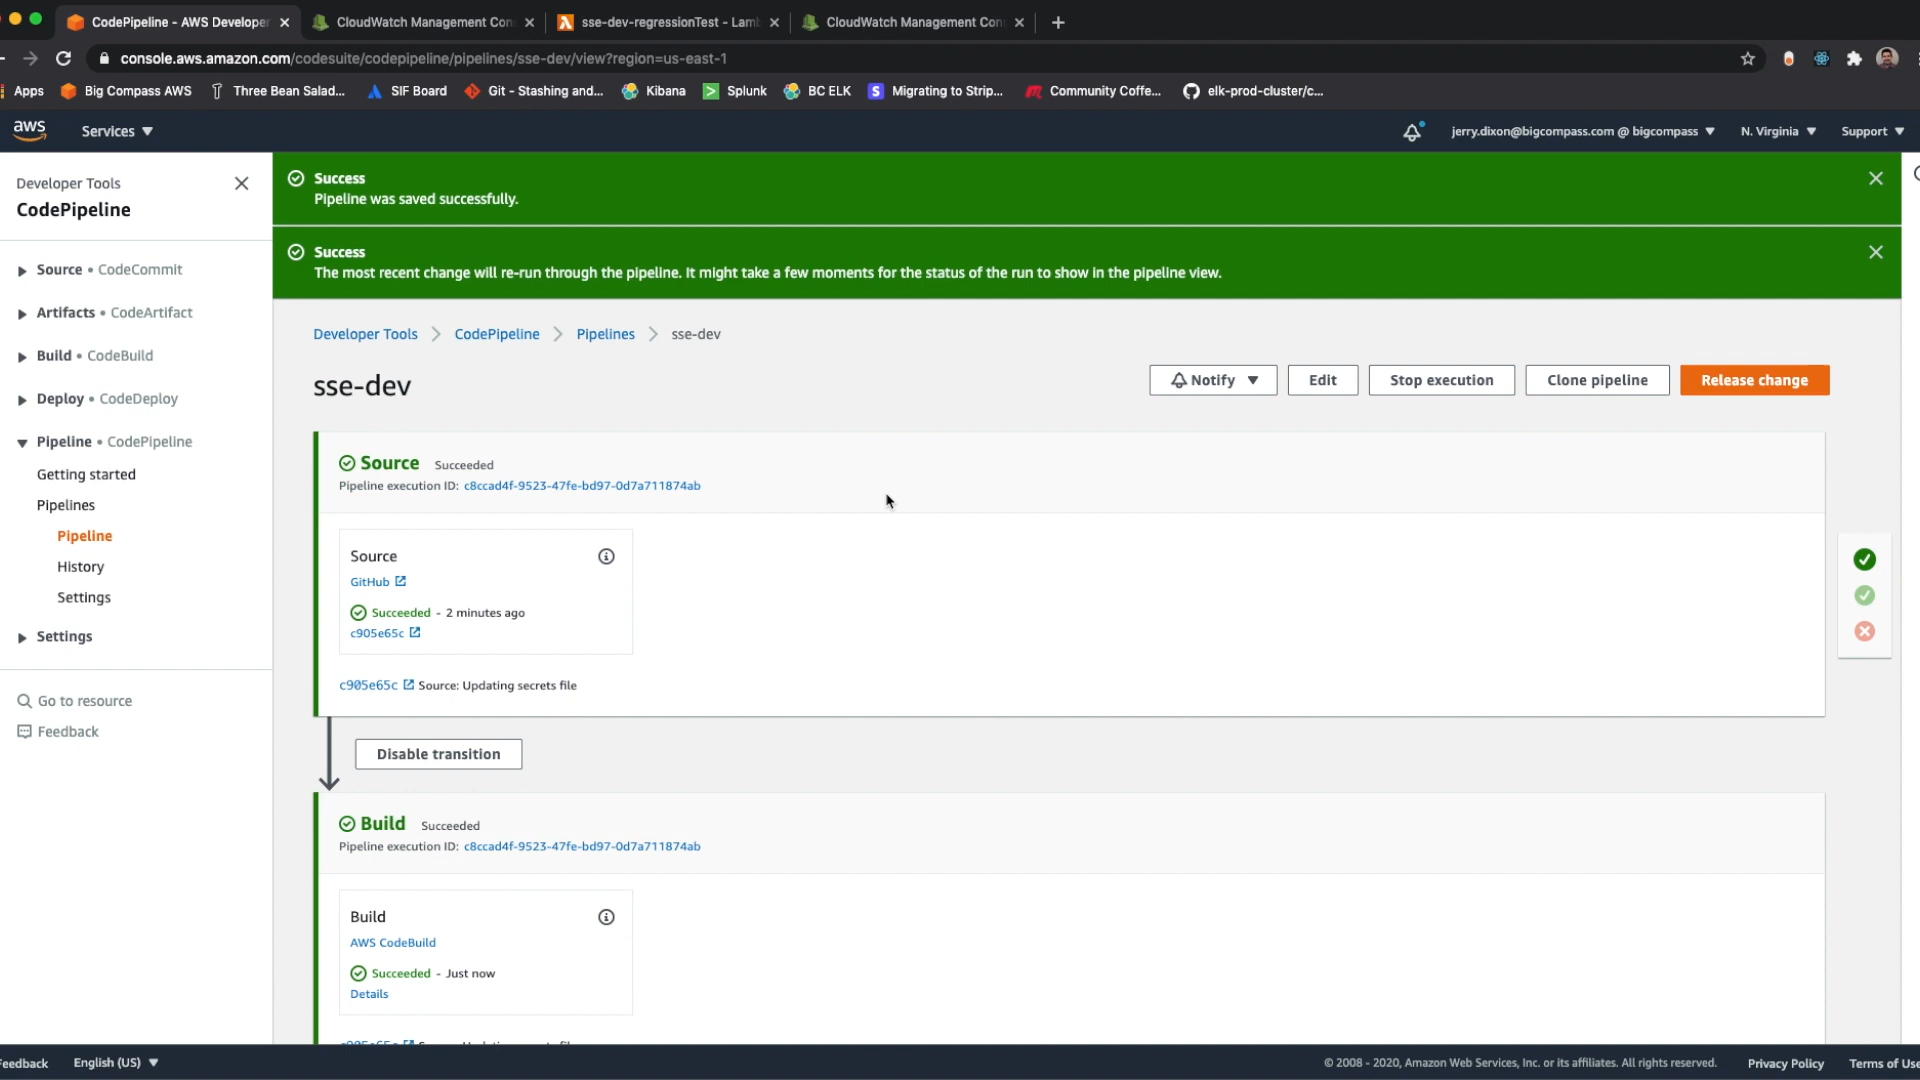 CodePipeline - AWS Developer
CloudWatch Management Con
sse-dev-regressionTest - Lamb
CloudWatch Management Con
console.aws.amazon.com/codesuite/codepipeline/pipelines/sse-dev/view?region=us-east-1
Apps
Big Compass AWS
Three Bean Salad...
SIF Board
Git - Stashing and...
Kibana
Splunk
BC ELK
Migrating to Strip...
Community Coffe...
elk-prod-cluster/c...
aws
Services
jerry.dixon@bigcompass.com @ bigcompass
N. Virginia
Support
Developer Tools
CodePipeline
Source • CodeCommit
Artifacts • CodeArtifact
Build • CodeBuild
Deploy • CodeDeploy
Pipeline • CodePipeline
Getting started
Pipelines
Pipeline
History
Settings
Settings
Go to resource
Feedback
Success
Pipeline was saved successfully.
Success
The most recent change will re-run through the pipeline. It might take a few moments for the status of the run to show in the pipeline view.
Developer Tools
CodePipeline
Pipelines
sse-dev
sse-dev
Notify
Edit
Stop execution
Clone pipeline
Release change
Source Succeeded
Pipeline execution ID: c8ccad4f-9523-47fe-bd97-0d7a711874ab
Source
GitHub
Succeeded - 2 minutes ago
c905e65c
c905e65c Source: Updating secrets file
Disable transition
Build Succeeded
Pipeline execution ID: c8ccad4f-9523-47fe-bd97-0d7a711874ab
Build
AWS CodeBuild
Succeeded - Just now
Details
Feedback
English (US)
© 2008 - 2020, Amazon Web Services, Inc. or its affiliates. All rights reserved.
Privacy Policy
Terms of Use